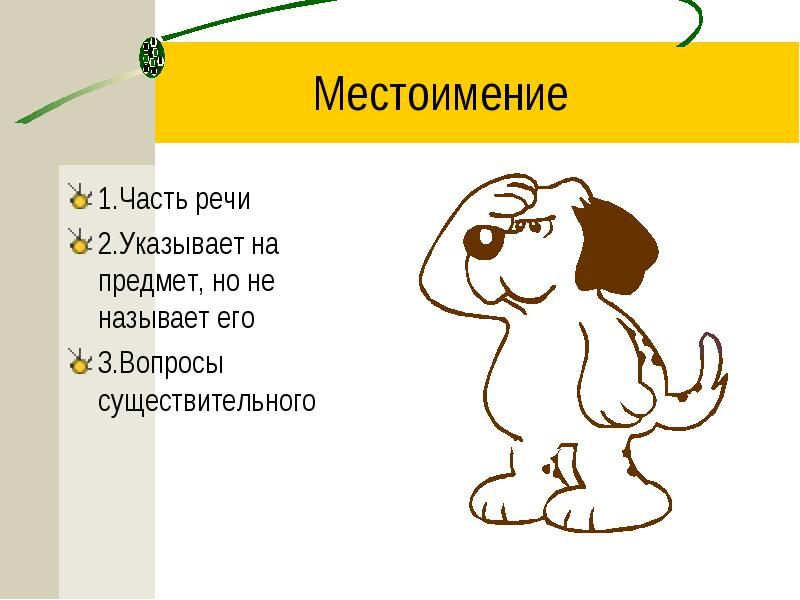 Местоимение
1.Часть речи
2.Указывает на
предмет, но не
называет его
3.Вопросы
существительного